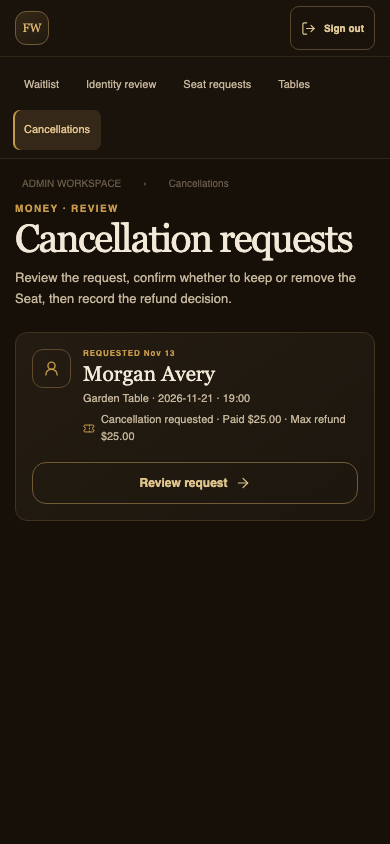 FW
Sign out
Waitlist
Identity review
Seat requests
Tables
Cancellations
ADMIN WORKSPACE › Cancellations
MONEY · REVIEW
Cancellation requests
Review the request, confirm whether to keep or remove the
Seat, then record the refund decision.
REQUESTED Nov 13
Morgan Avery
Garden Table · 2026-11-21 · 19:00
Cancellation requested · Paid $25.00 · Max refund
$25.00
Review request →